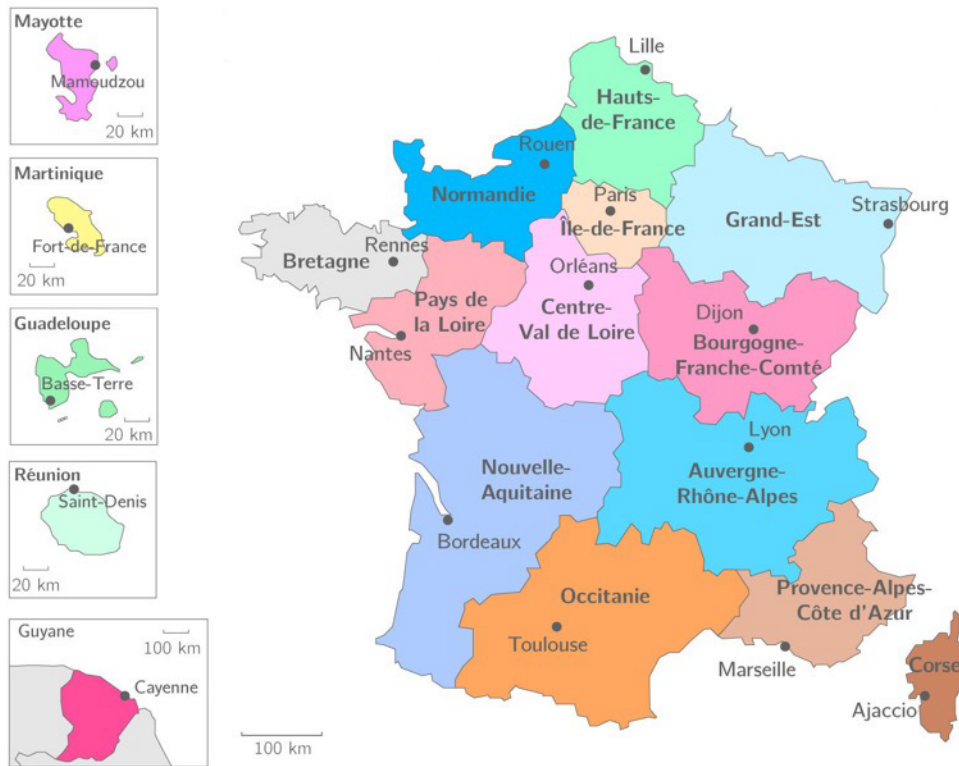 Mayotte
Mamoudzou
20 km
Martinique
Fort-de-France
20 km
Guadeloupe
Basse-Terre
20 km
Réunion
Saint-Denis
20 km
Guyane
100 km
Cayenne
Lille
Hauts-
de-France
Rouen
Normandie
Paris
Île-de-France
Grand-Est
Strasbourg
Rennes
Bretagne
Pays de
la Loire
Nantes
Orléans
Centre-
Val de Loire
Dijon
Bourgogne-
Franche-Comté
Lyon
Auvergne-
Rhône-Alpes
Nouvelle-
Aquitaine
Bordeaux
Occitanie
Toulouse
Provence-Alpes-
Côte d'Azur
Marseille
Corse
Ajaccio
100 km